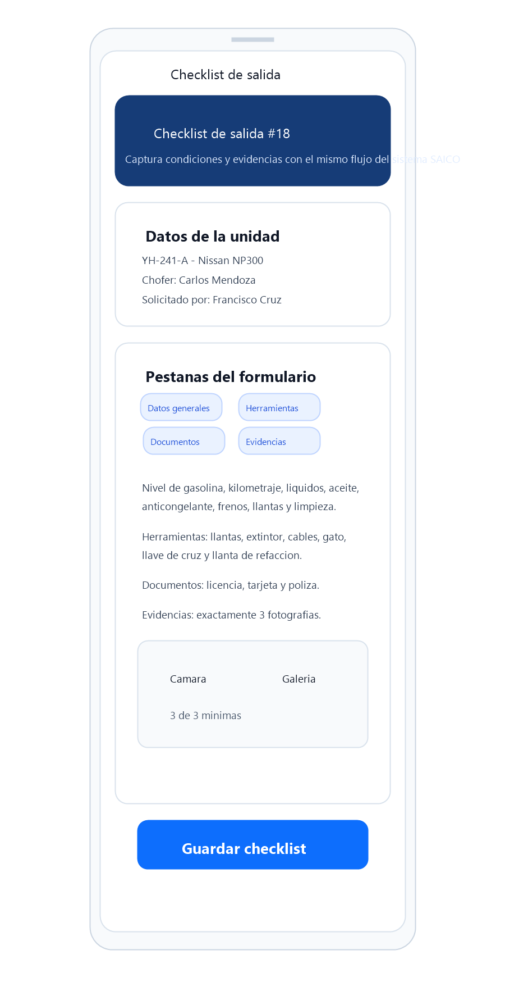 Checklist de salida
Checklist de salida #18
Captura condiciones y evidencias con el mismo flujo del sistema SAICO
Datos de la unidad
YH-241-A - Nissan NP300
Chofer: Carlos Mendoza
Solicitado por: Francisco Cruz
Pestanas del formulario
Datos generales
Herramientas
Documentos
Evidencias
Nivel de gasolina, kilometraje, liquidos, aceite,
anticongelante, frenos, llantas y limpieza.
Herramientas: llantas, extintor, cables, gato,
llave de cruz y llanta de refaccion.
Documentos: licencia, tarjeta y poliza.
Evidencias: exactamente 3 fotografias.
Camara
Galeria
3 de 3 minimas
Guardar checklist